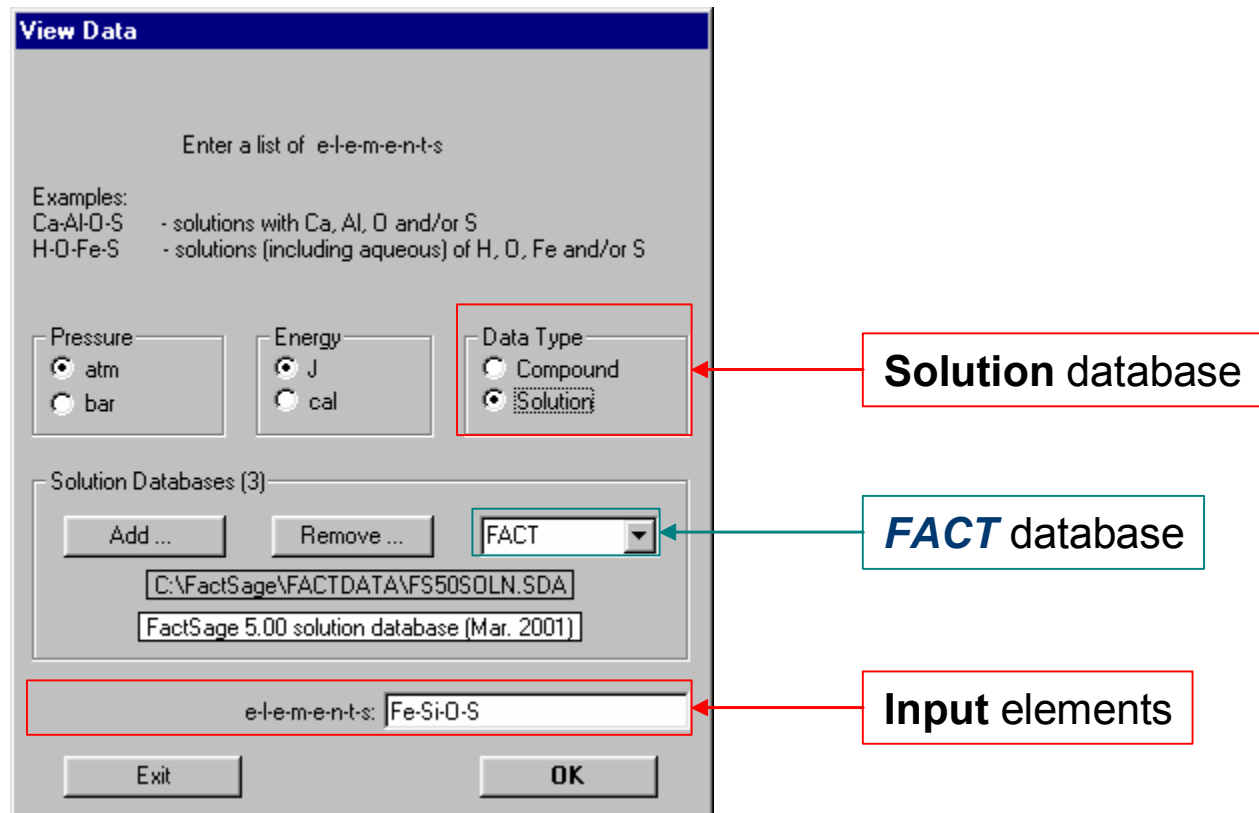 View Data
Enter a list of e-l-e-m-e-n-t-s
Examples:
Ca-Al-O-S - solutions with Ca, Al, O and/or S
H-O-Fe-S - solutions (including aqueous) of H, O, Fe and/or S
Pressure
atm
bar
Energy
J
cal
Data Type
Compound
Solution
Solution database
Solution Databases (3)
Add ...
Remove ...
FACT
FACT database
C:\FactSage\FACTDATA\FS50SOLN.SDA
FactSage 5.00 solution database (Mar. 2001)
e-l-e-m-e-n-t-s: Fe-Si-O-S
Input elements
Exit
OK